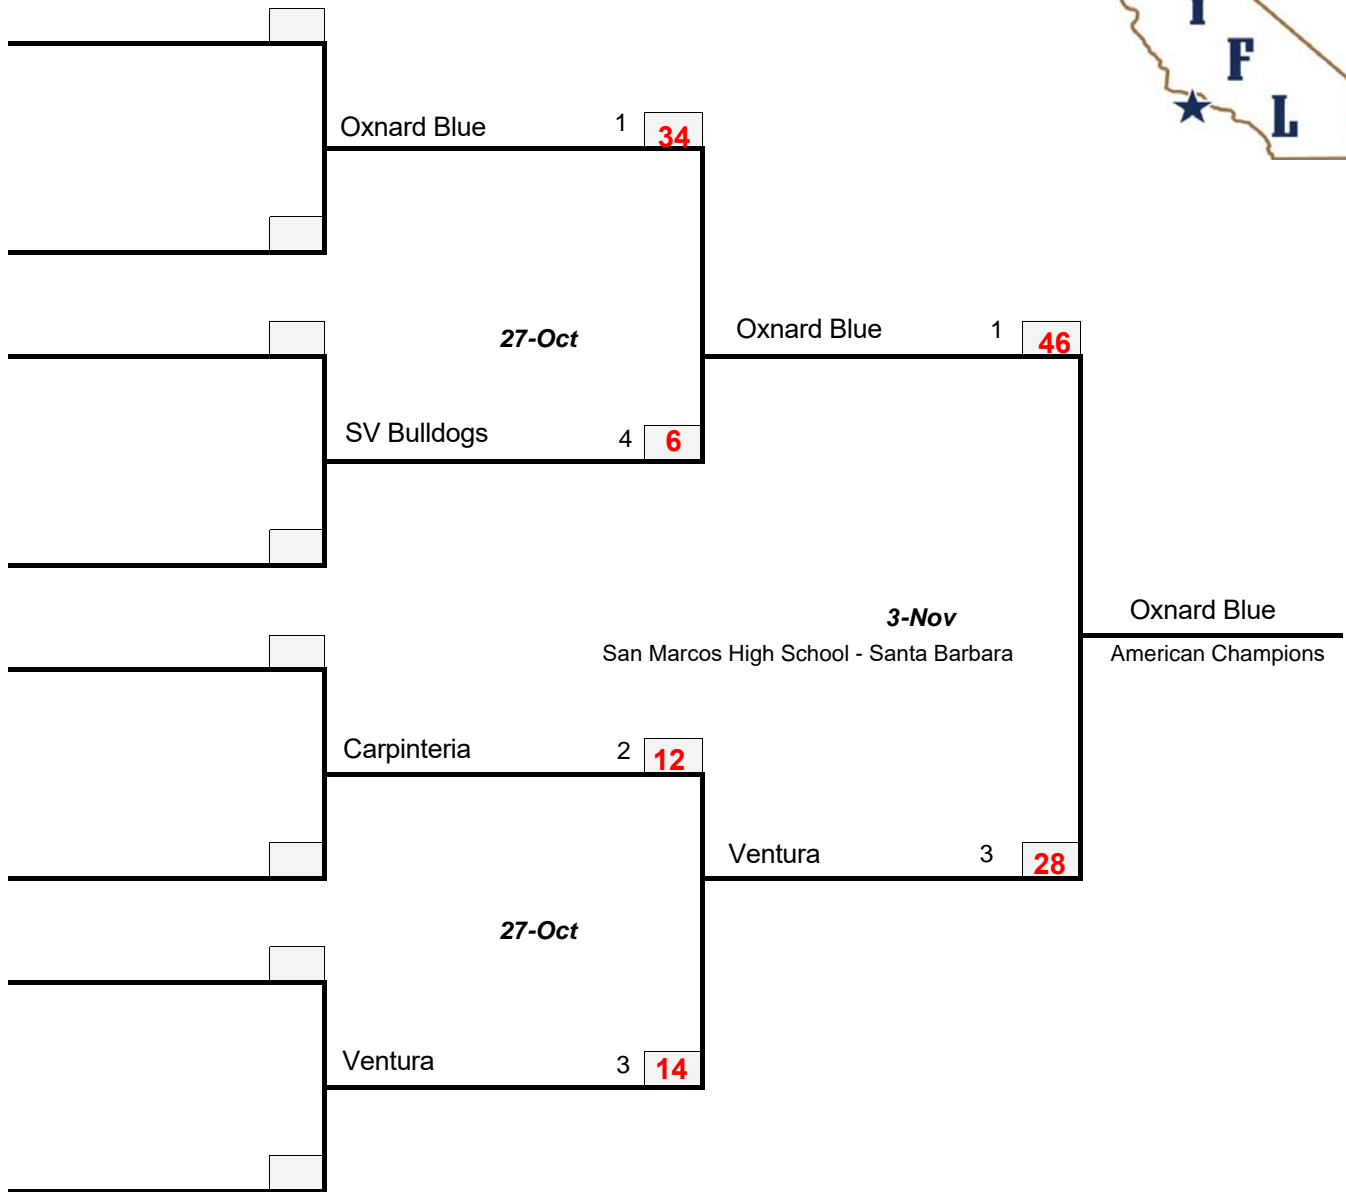 Y
F
L
Oxnard Blue 1 34
27-Oct
Oxnard Blue 1 46
SV Bulldogs 4 6
3-Nov
San Marcos High School - Santa Barbara
Oxnard Blue
American Champions
Carpinteria 2 12
Ventura 3 28
27-Oct
Ventura 3 14